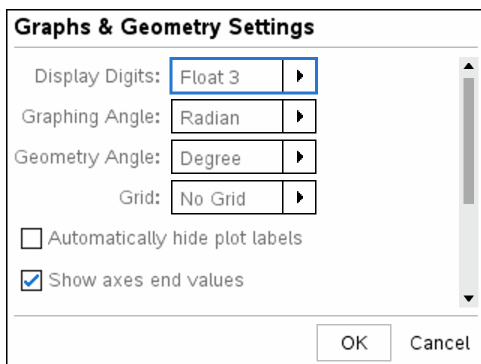 Graphs & Geometry Settings
Display Digits: Float 3
Graphing Angle: Radian
Geometry Angle: Degree
Grid: No Grid
Automatically hide plot labels
Show axes end values
OK Cancel